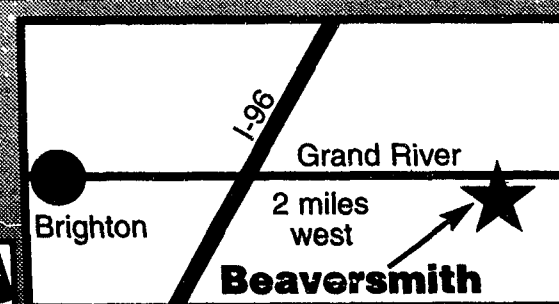 I-96
Grand River
Brighton
2 miles
west
Beaversmith